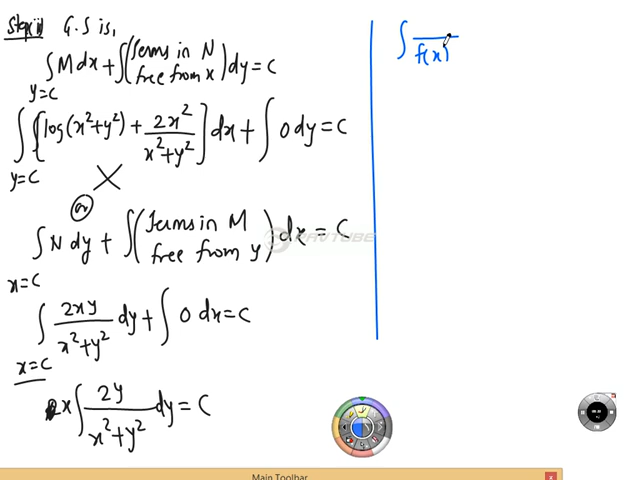 Step(ii) G.S is,
∫ M dx + ∫ (Terms in N free from x) dy = C
y=C
∫ [log(x²+y²) + 2x²/(x²+y²)] dx + ∫ 0 dy = C
y=C
(or)
∫ N dy + ∫ (Terms in M free from y) dx = C
x=C
∫ 2xy/(x²+y²) dy + ∫ 0 dx = C
x=C
x ∫ 2y/(x²+y²) dy = C
∫ /f(x)
Main Toolbar